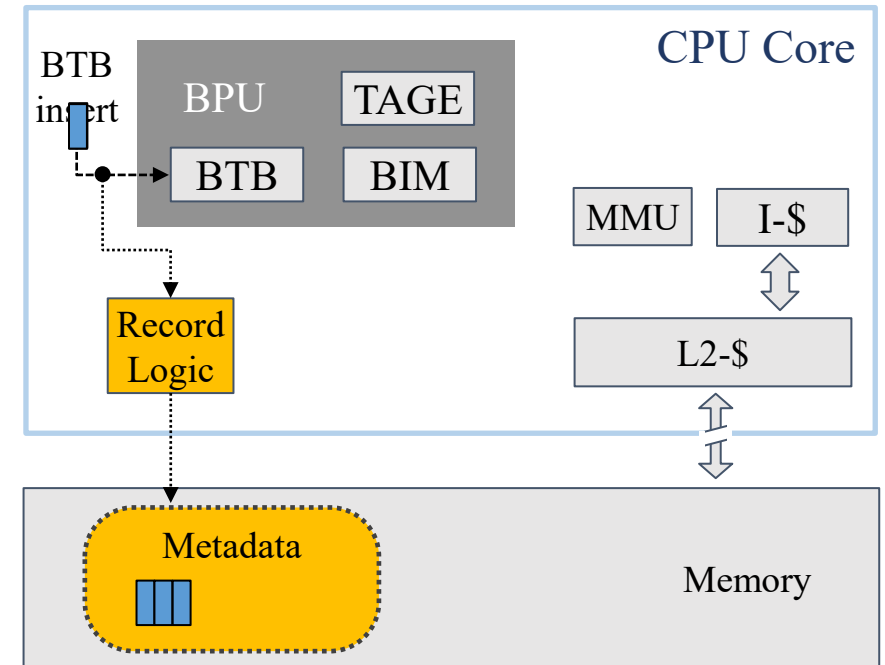 CPU Core
BTB
insert
BPU
TAGE
BTB
BIM
MMU
I-$
Record
Logic
L2-$
Metadata
Memory